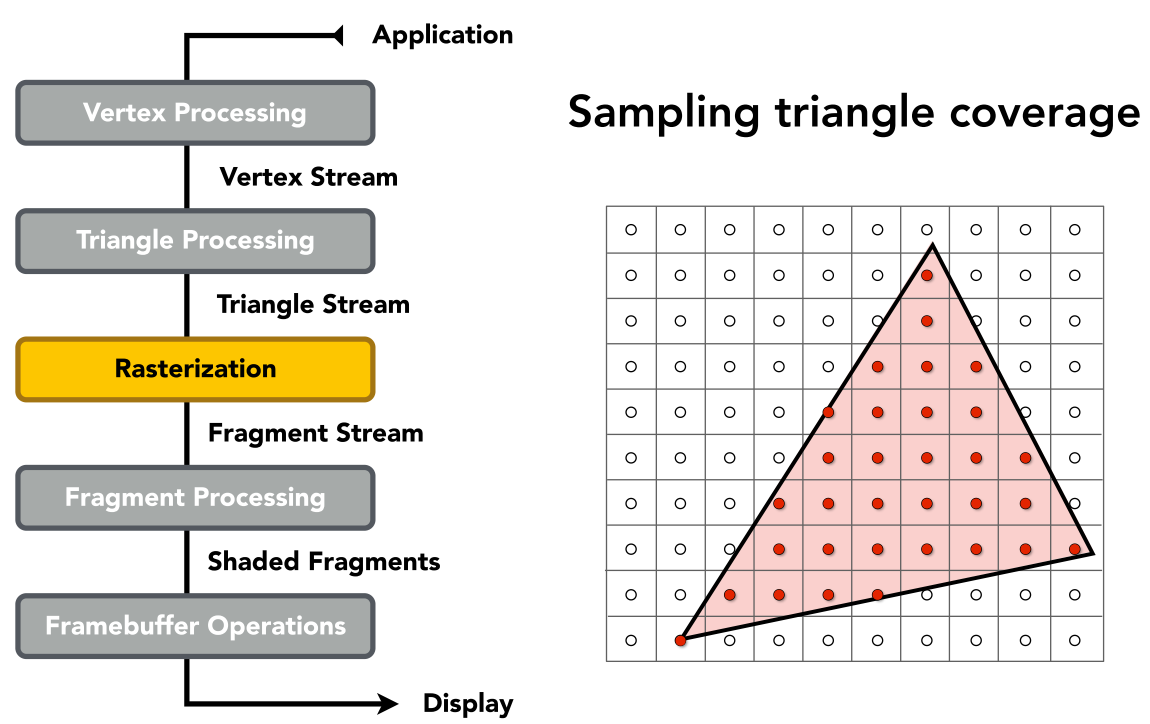 Application
Vertex Processing
Sampling triangle coverage
Vertex Stream
Triangle Processing
Triangle Stream
Rasterization
Fragment Stream
Fragment Processing
Shaded Fragments
Framebuffer Operations
Display